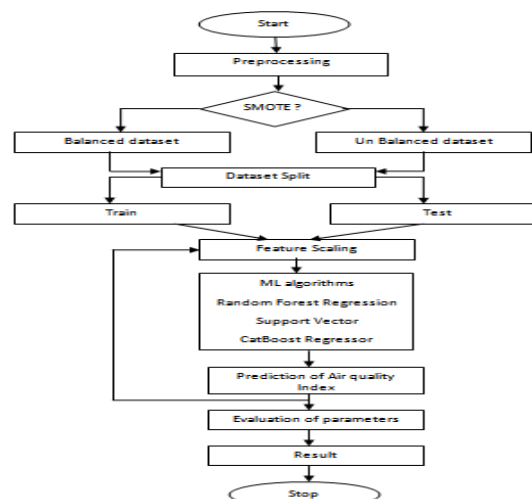 Start
Preprocessing
SMOTE ?
Balanced dataset
Un Balanced dataset
Dataset Split
Train
Test
Feature Scaling
ML algorithms
Random Forest Regression
Support Vector
CatBoost Regressor
Prediction of Air quality
Index
Evaluation of parameters
Result
Stop